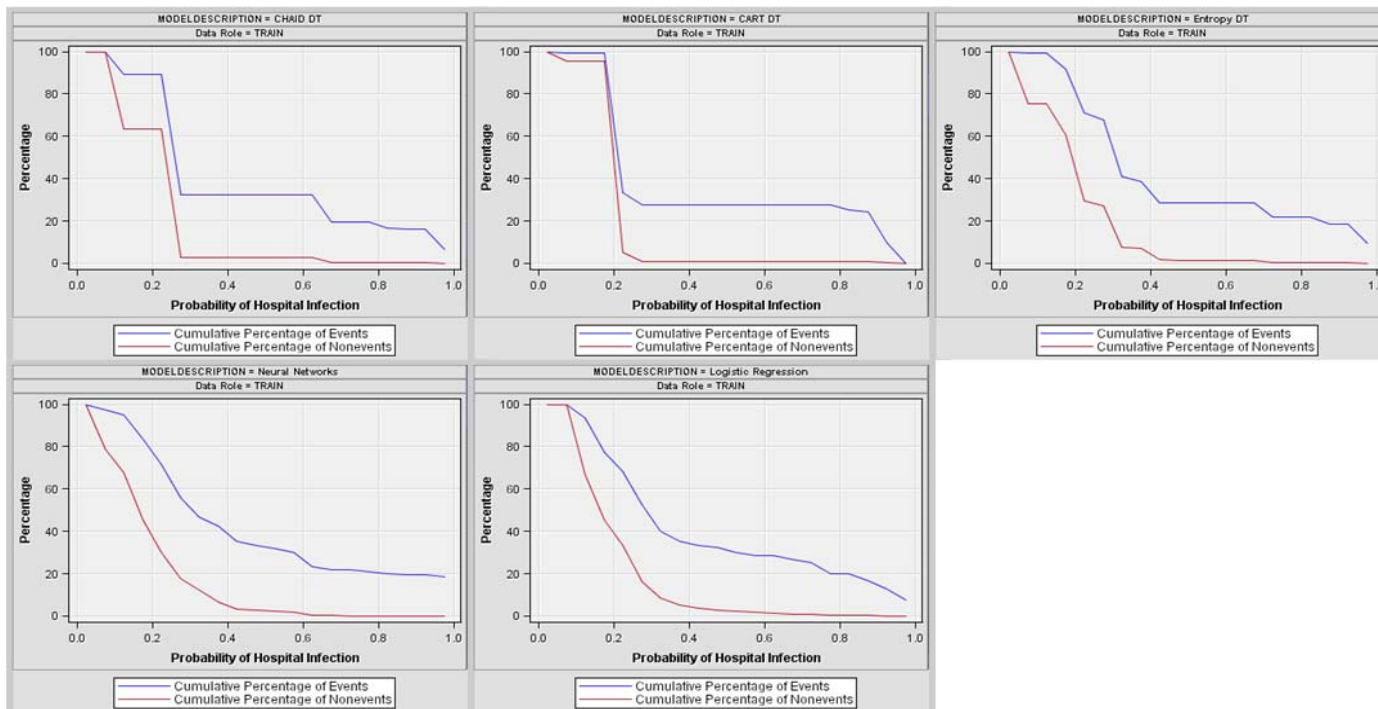 MODELDESCRIPTION = CHAID DT
Data Role = TRAIN
Percentage
100
80
60
40
20
0
0.0 0.2 0.4 0.6 0.8 1.0
Probability of Hospital Infection
Cumulative Percentage of Events
Cumulative Percentage of Nonevents
MODELDESCRIPTION = CART DT
Data Role = TRAIN
Percentage
100
80
60
40
20
0
0.0 0.2 0.4 0.6 0.8 1.0
Probability of Hospital Infection
Cumulative Percentage of Events
Cumulative Percentage of Nonevents
MODELDESCRIPTION = Entropy DT
Data Role = TRAIN
Percentage
100
80
60
40
20
0
0.0 0.2 0.4 0.6 0.8 1.0
Probability of Hospital Infection
Cumulative Percentage of Events
Cumulative Percentage of Nonevents
MODELDESCRIPTION = Neural Networks
Data Role = TRAIN
Percentage
100
80
60
40
20
0
0.0 0.2 0.4 0.6 0.8 1.0
Probability of Hospital Infection
Cumulative Percentage of Events
Cumulative Percentage of Nonevents
MODELDESCRIPTION = Logistic Regression
Data Role = TRAIN
Percentage
100
80
60
40
20
0
0.0 0.2 0.4 0.6 0.8 1.0
Probability of Hospital Infection
Cumulative Percentage of Events
Cumulative Percentage of Nonevents